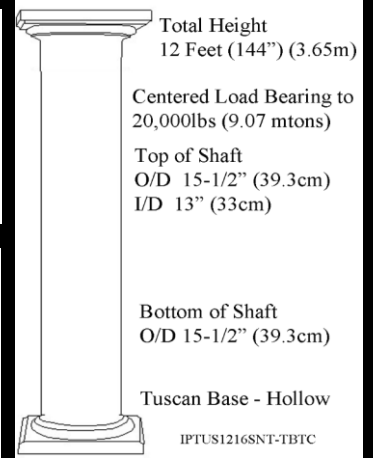 Total Height
12 Feet (144”) (3.65m)
Centered Load Bearing to
20,000lbs (9.07 mtons)
Top of Shaft
O/D 15-1/2” (39.3cm)
I/D 13” (33cm)
Bottom of Shaft
O/D 15-1/2” (39.3cm)
Tuscan Base - Hollow
IPTUS1216SNT-TBTC